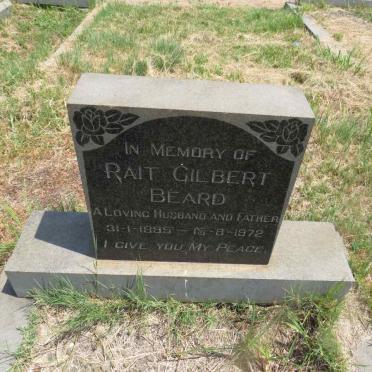 IN MEMORY OF
RAIT GILBERT
BEARD
A LOVING HUSBAND AND FATHER
31-1-1895 – 15-8-1972
I GIVE YOU MY PEACE.